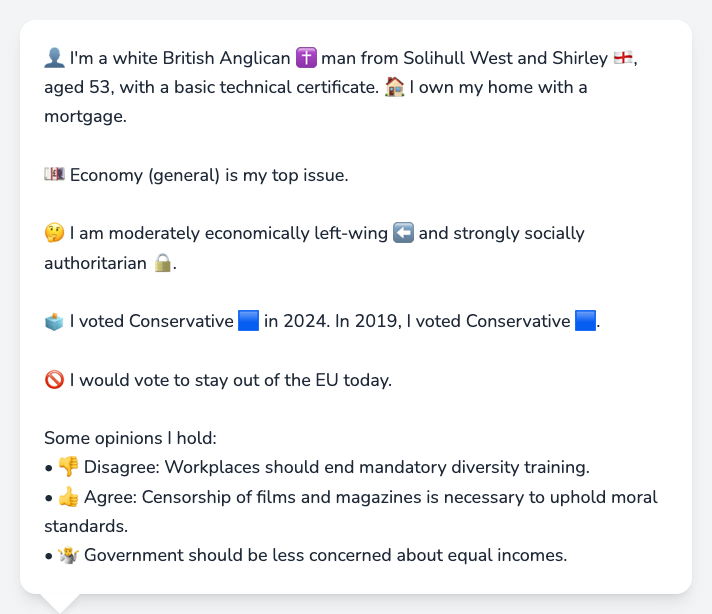 👤 I'm a white British Anglican ✝️ man from Solihull West and Shirley 🏴󠁧󠁢󠁥󠁮󠁧󠁿,
aged 53, with a basic technical certificate. 🏠 I own my home with a
mortgage.
💷 Economy (general) is my top issue.
🤔 I am moderately economically left-wing ⬅️ and strongly socially
authoritarian 🔒.
🗳️ I voted Conservative 🟦 in 2024. In 2019, I voted Conservative 🟦.
🚫 I would vote to stay out of the EU today.
Some opinions I hold:
• 👎 Disagree: Workplaces should end mandatory diversity training.
• 👍 Agree: Censorship of films and magazines is necessary to uphold moral
standards.
• 🤷 Government should be less concerned about equal incomes.